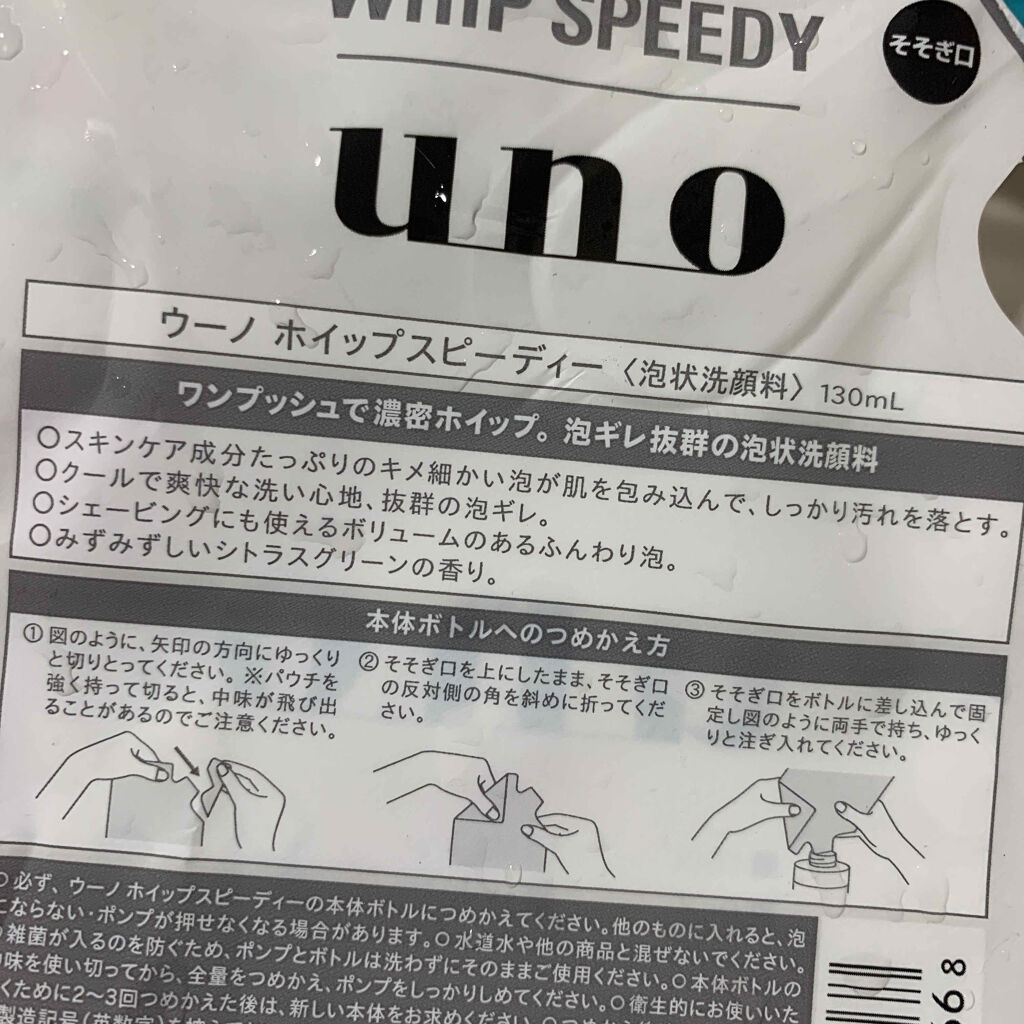 WHIP SPEEDY
そそぎ口
uno
ウーノ ホイップスピーディー〈泡状洗顔料〉130mL
ワンプッシュで濃密ホイップ。泡ギレ抜群の泡状洗顔料
○スキンケア成分たっぷりのキメ細かい泡が肌を包み込んで、しっかり汚れを落とす。
○クールで爽快な洗い心地、抜群の泡ギレ。
○シェービングにも使えるボリュームのあるふんわり泡。
○みずみずしいシトラスグリーンの香り。
本体ボトルへのつめかえ方
① 図のように、矢印の方向にゆっくり
と切りとってください。※パウチを
強く持って切ると、中味が飛び出
ることがあるのでご注意ください。
② そそぎ口を上にしたまま、そそぎ口
の反対側の角を斜めに折ってくだ
さい。
③ そそぎ口をボトルに差し込んで固
定し図のように両手で持ち、ゆっく
りと注ぎ入れてください。
○必ず、ウーノ ホイップスピーディーの本体ボトルにつめかえてください。他のものに入れると、泡
にならない・ポンプが押せなくなる場合があります。○水道水や他の商品と混ぜないでください。
○雑菌が入るのを防ぐため、ポンプとボトルは洗わずにそのままご使用ください。○本体ボトルの
中味を使い切ってから、全量をつめかえ、ポンプをしっかりしめてください。○衛生的にお使いいた
くために2〜3回つめかえた後は、新しい本体をお求めください。
製造記号(英数字)を